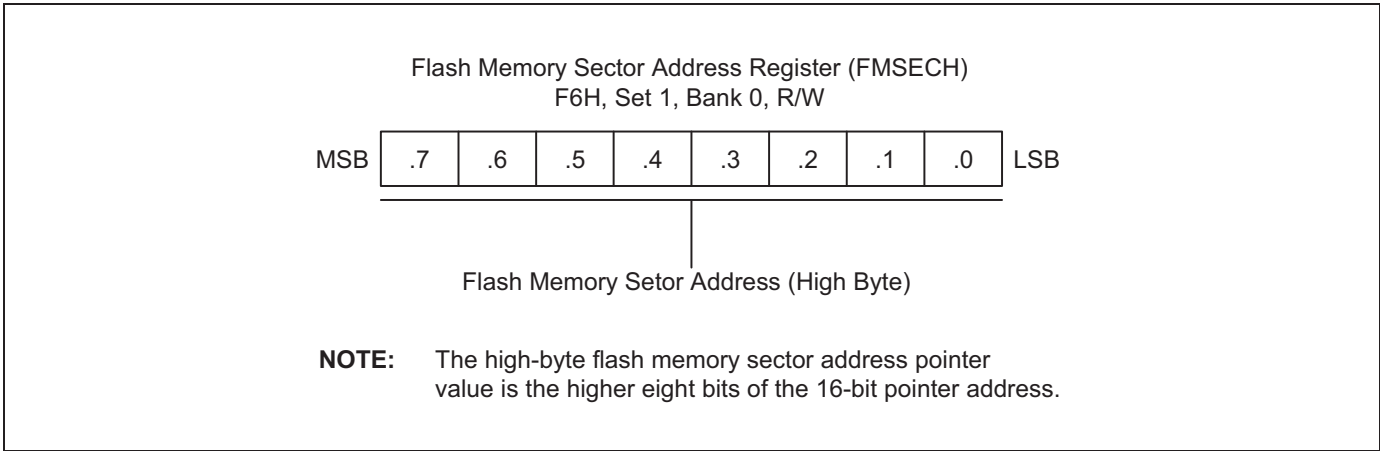 Flash Memory Sector Address Register (FMSECH)
F6H, Set 1, Bank 0, R/W
MSB .7 .6 .5 .4 .3 .2 .1 .0 LSB
Flash Memory Setor Address (High Byte)
NOTE: The high-byte flash memory sector address pointer
value is the higher eight bits of the 16-bit pointer address.